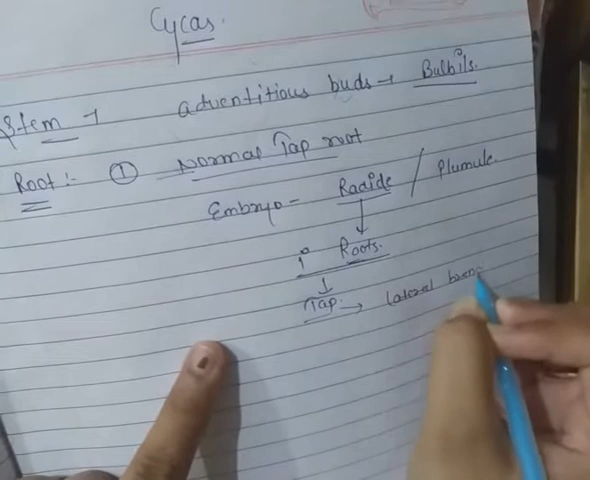 Cycas.
Stem → adventitious buds → Bulbils.
Root :- ① Normal Tap root
Embryo - Radicle / Plumule.
1° Roots.
↓
Tap. → lateral